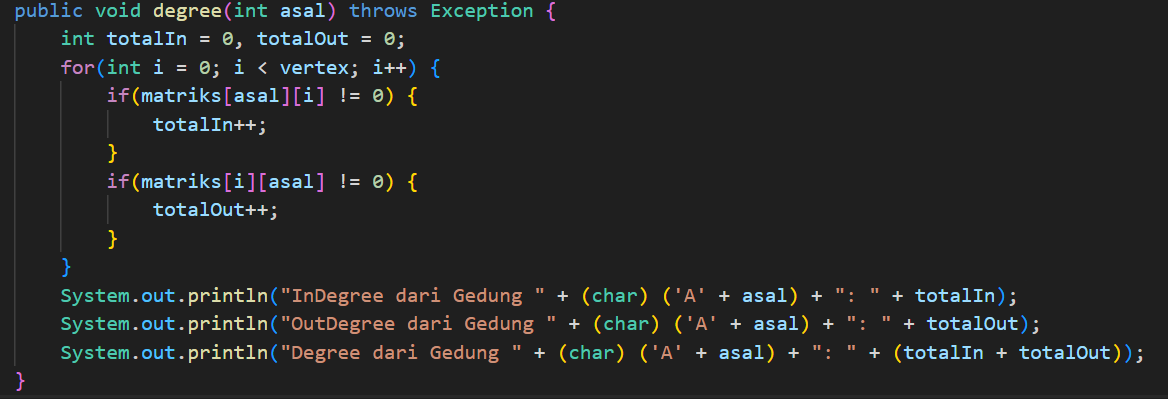 public void degree(int asal) throws Exception {
    int totalIn = 0, totalOut = 0;
    for(int i = 0; i < vertex; i++) {
        if(matriks[asal][i] != 0) {
            totalIn++;
        }
        if(matriks[i][asal] != 0) {
            totalOut++;
        }
    }
    System.out.println("InDegree dari Gedung " + (char) ('A' + asal) + ": " + totalIn);
    System.out.println("OutDegree dari Gedung " + (char) ('A' + asal) + ": " + totalOut);
    System.out.println("Degree dari Gedung " + (char) ('A' + asal) + ": " + (totalIn + totalOut));
}